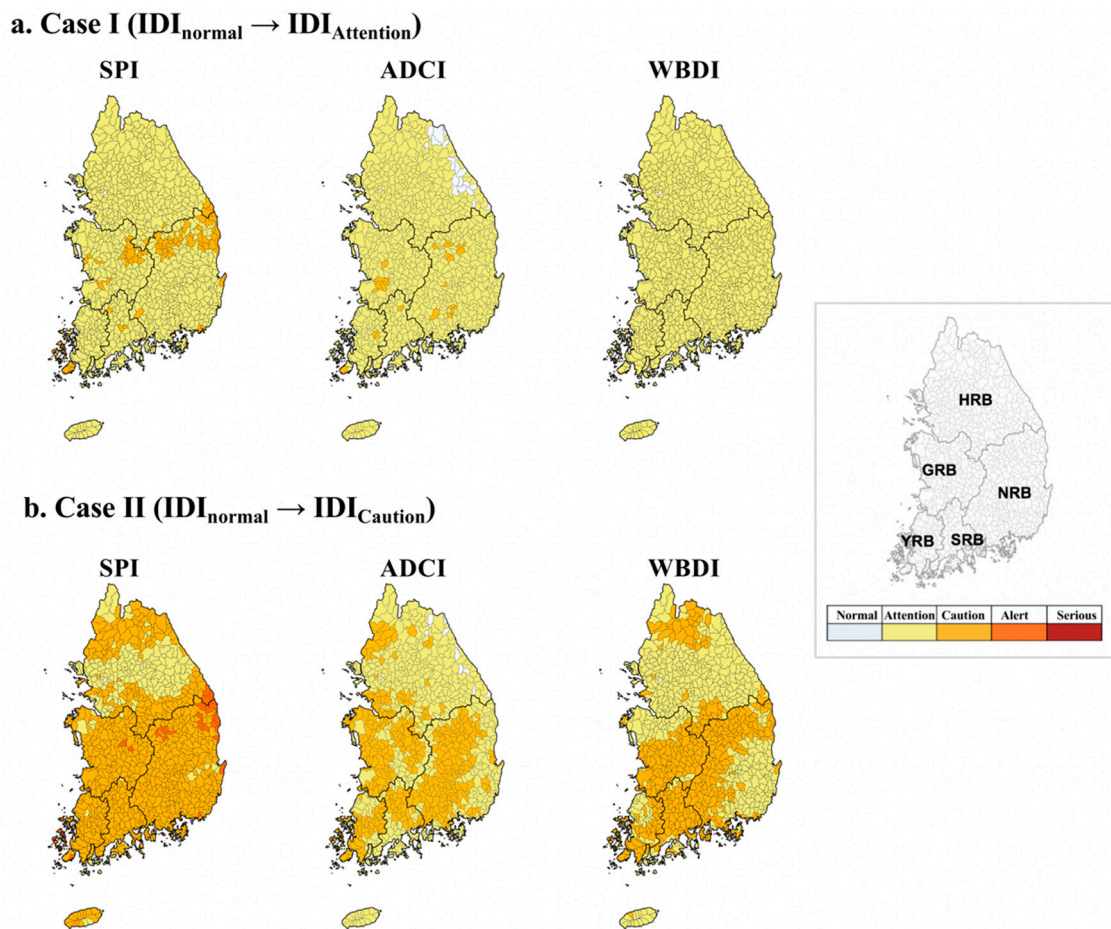 a. Case I (IDInormal → IDIAttention)
SPI ADCI WBDI
HRB
GRB
NRB
YRB SRB
Normal Attention Caution Alert Serious
b. Case II (IDInormal → IDICaution)
SPI ADCI WBDI